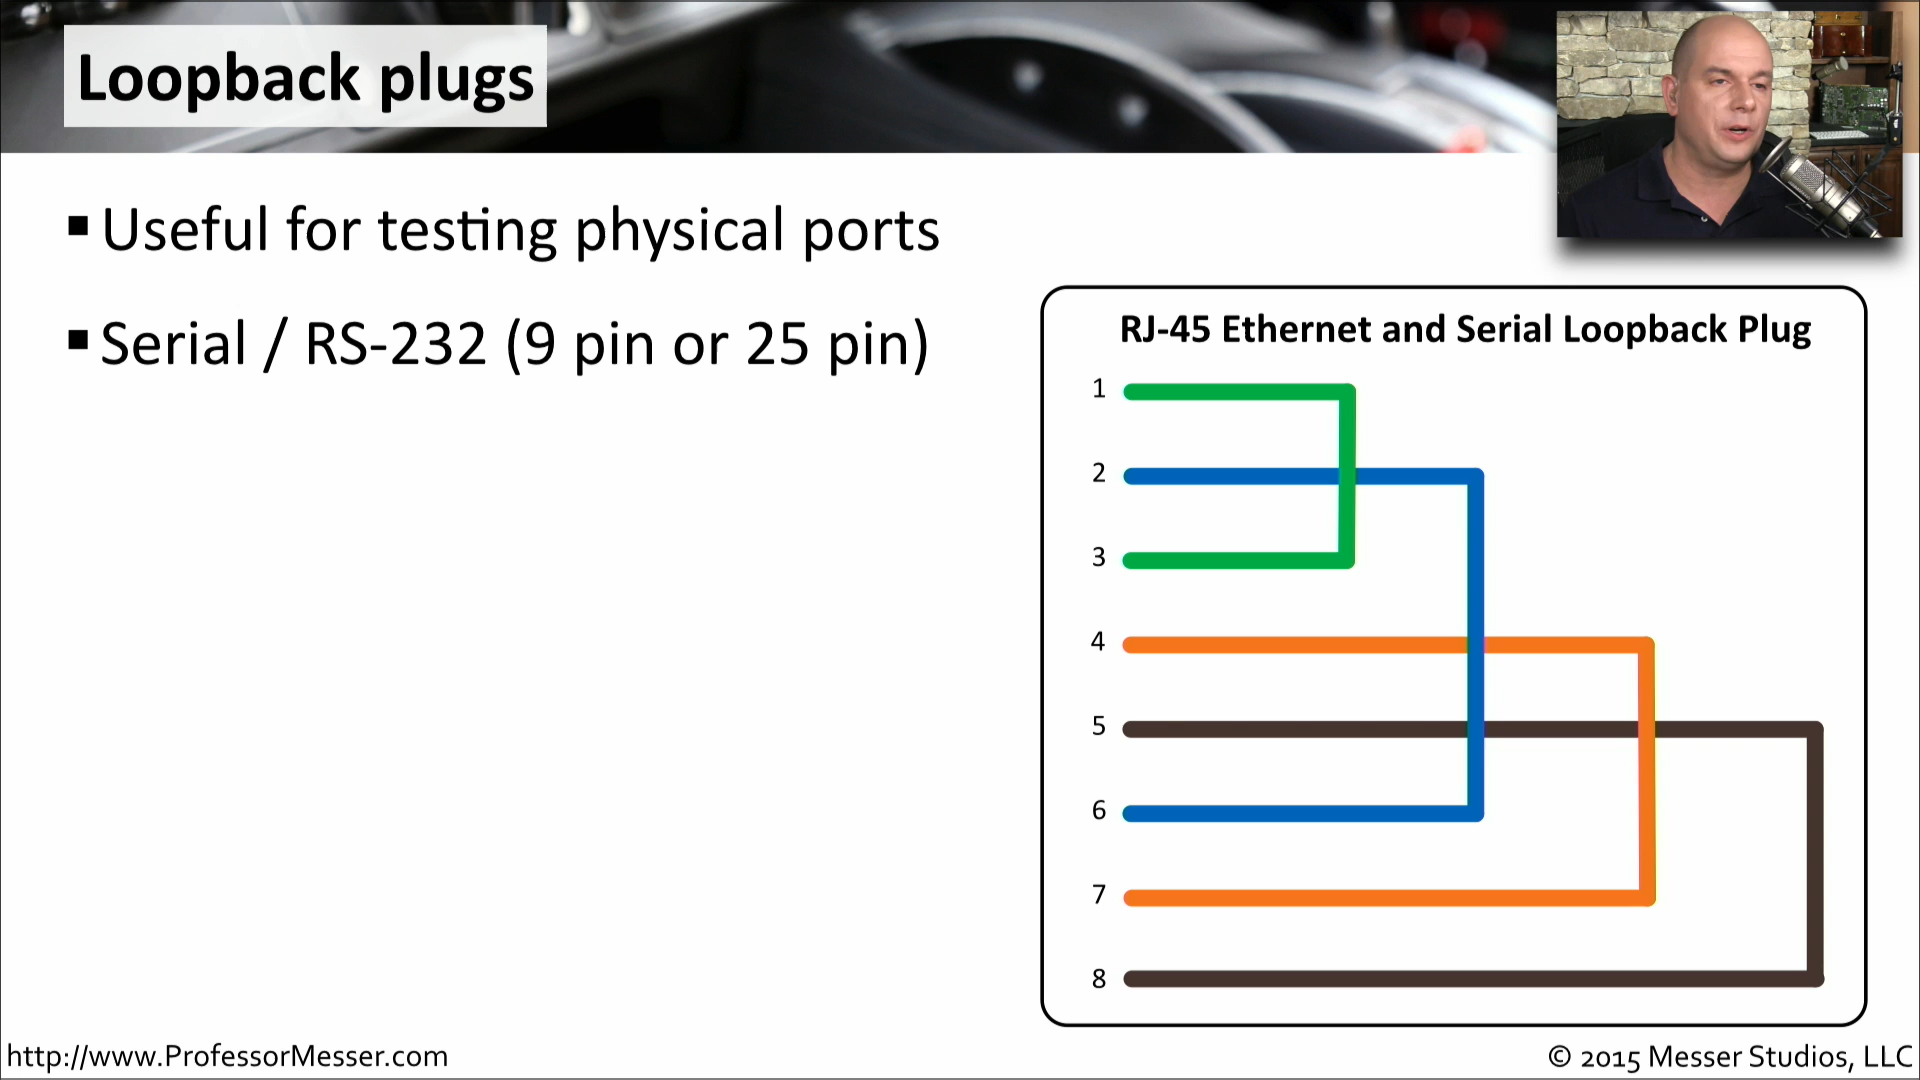 Loopback plugs
▪ Useful for testing physical ports
▪ Serial / RS-232 (9 pin or 25 pin)
RJ-45 Ethernet and Serial Loopback Plug
1
2
3
4
5
6
7
8
http://www.ProfessorMesser.com
© 2015 Messer Studios, LLC